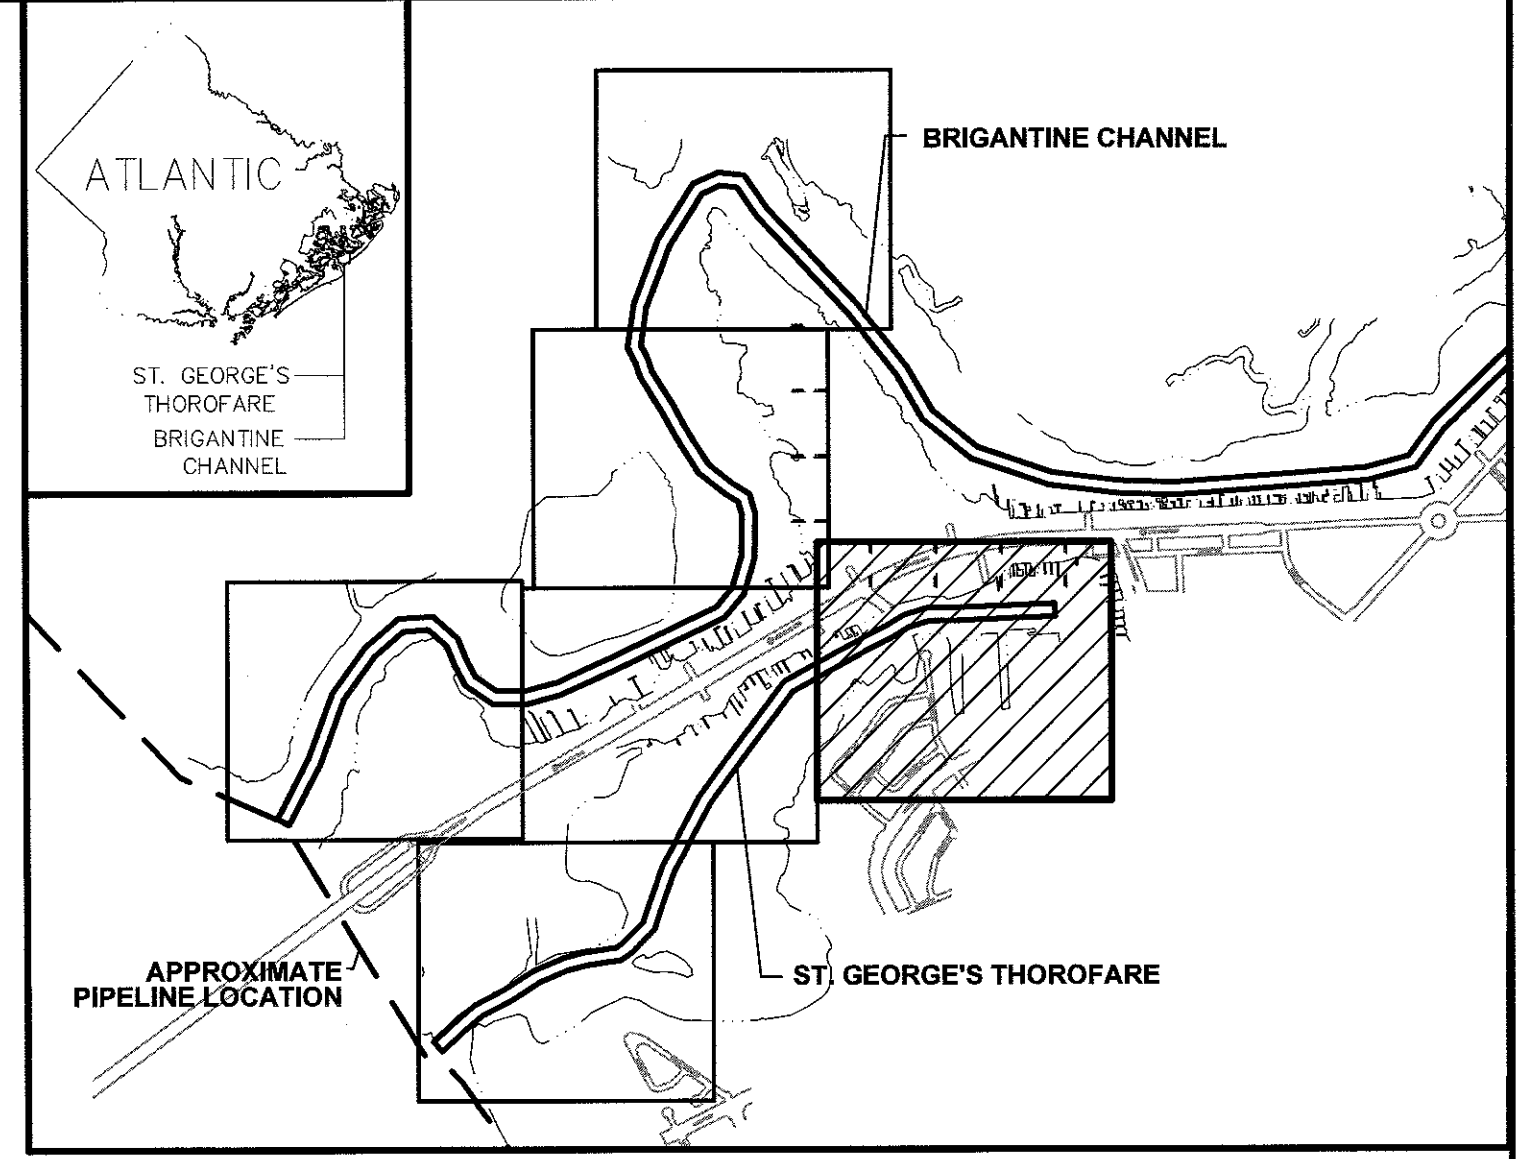 ATLANTIC
ST. GEORGE'S
THOROFARE
BRIGANTINE
CHANNEL
BRIGANTINE CHANNEL
APPROXIMATE
PIPELINE LOCATION
ST. GEORGE'S THOROFARE